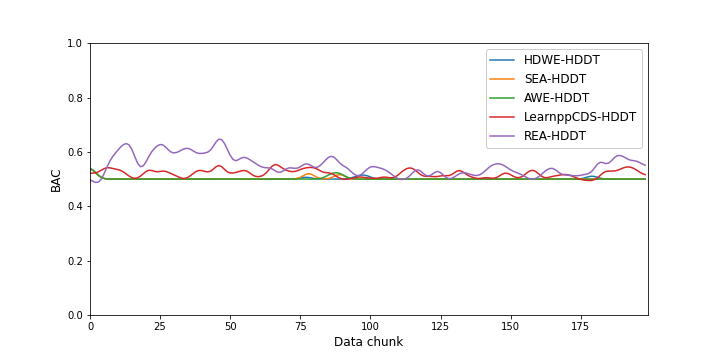 1.0
0.8
0.6
0.4
0.2
0.0
BAC
0 25 50 75 100 125 150 175
Data chunk
HDWE-HDDT
SEA-HDDT
AWE-HDDT
LearnppCDS-HDDT
REA-HDDT